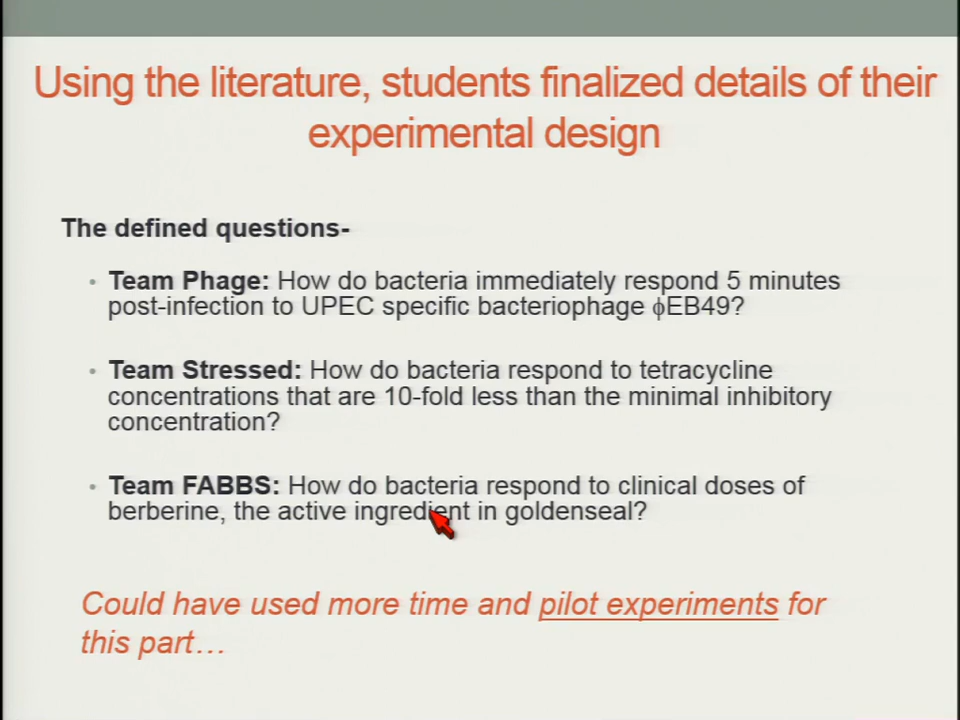 Using the literature, students finalized details of their
experimental design
The defined questions-
• Team Phage: How do bacteria immediately respond 5 minutes
post-infection to UPEC specific bacteriophage ϕEB49?
• Team Stressed: How do bacteria respond to tetracycline
concentrations that are 10-fold less than the minimal inhibitory
concentration?
• Team FABBS: How do bacteria respond to clinical doses of
berberine, the active ingredient in goldenseal?
Could have used more time and pilot experiments for
this part…